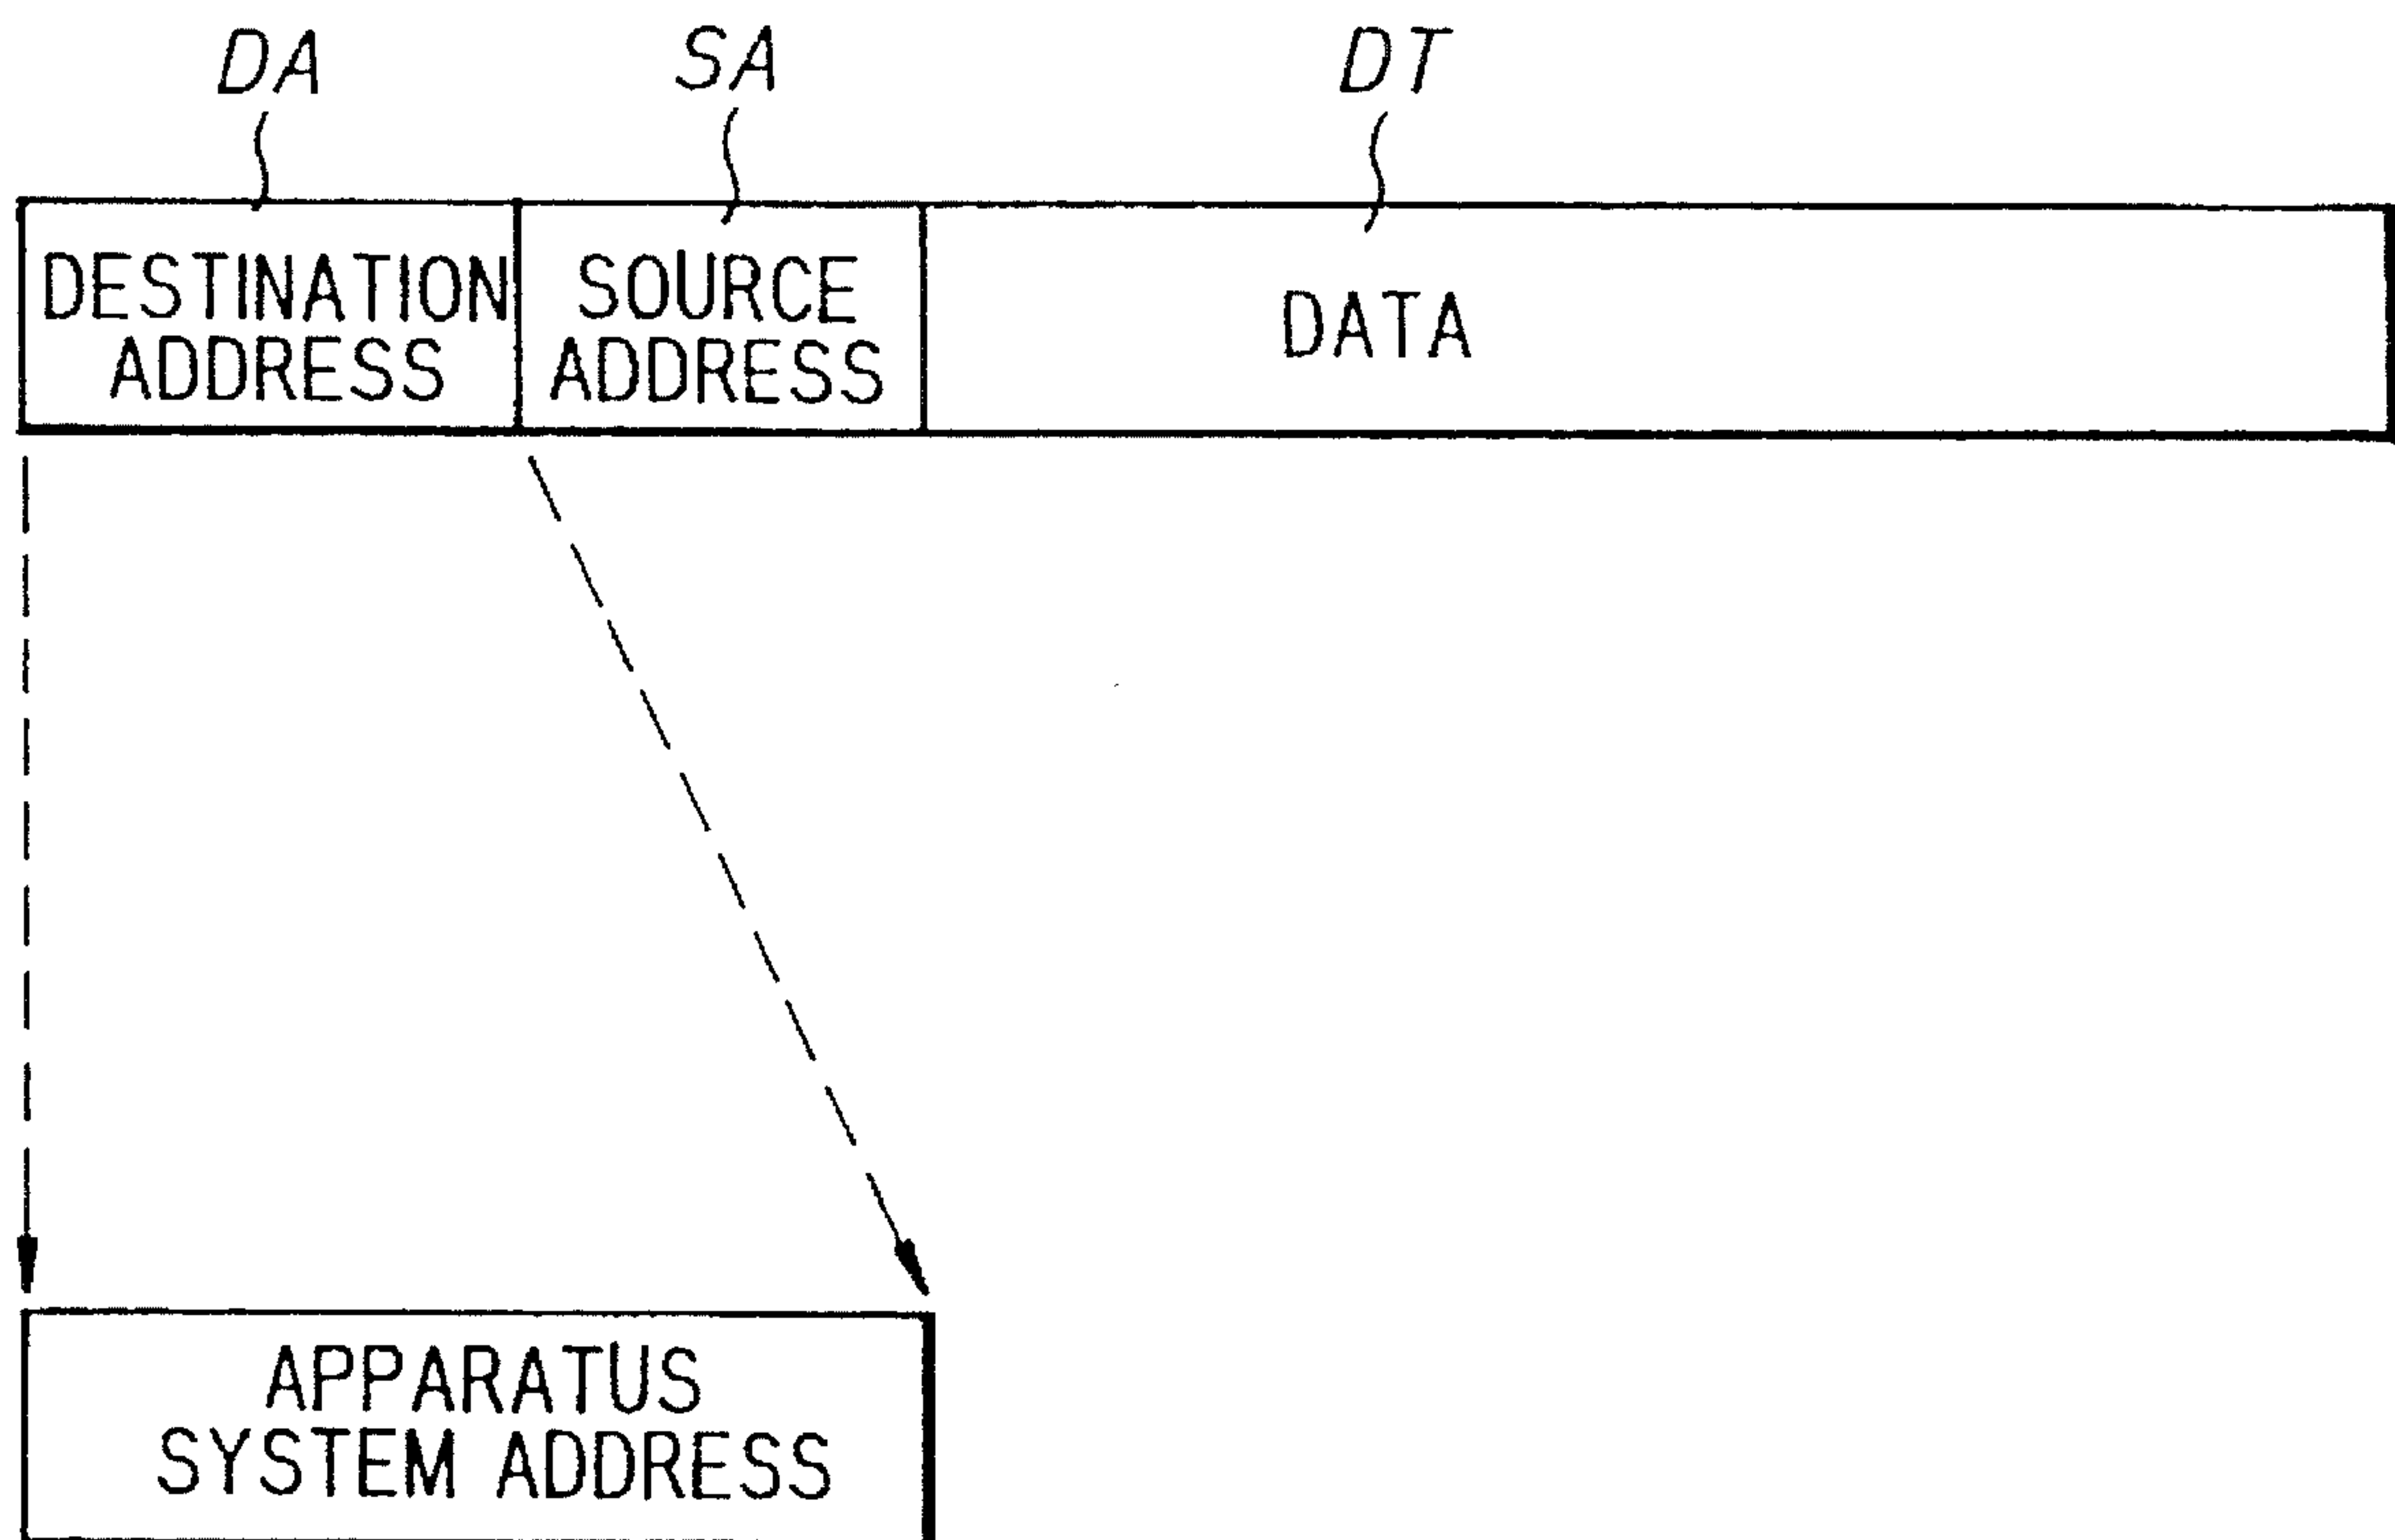 DA SA DT
DESTINATION ADDRESS
SOURCE ADDRESS
DATA
APPARATUS
SYSTEM ADDRESS